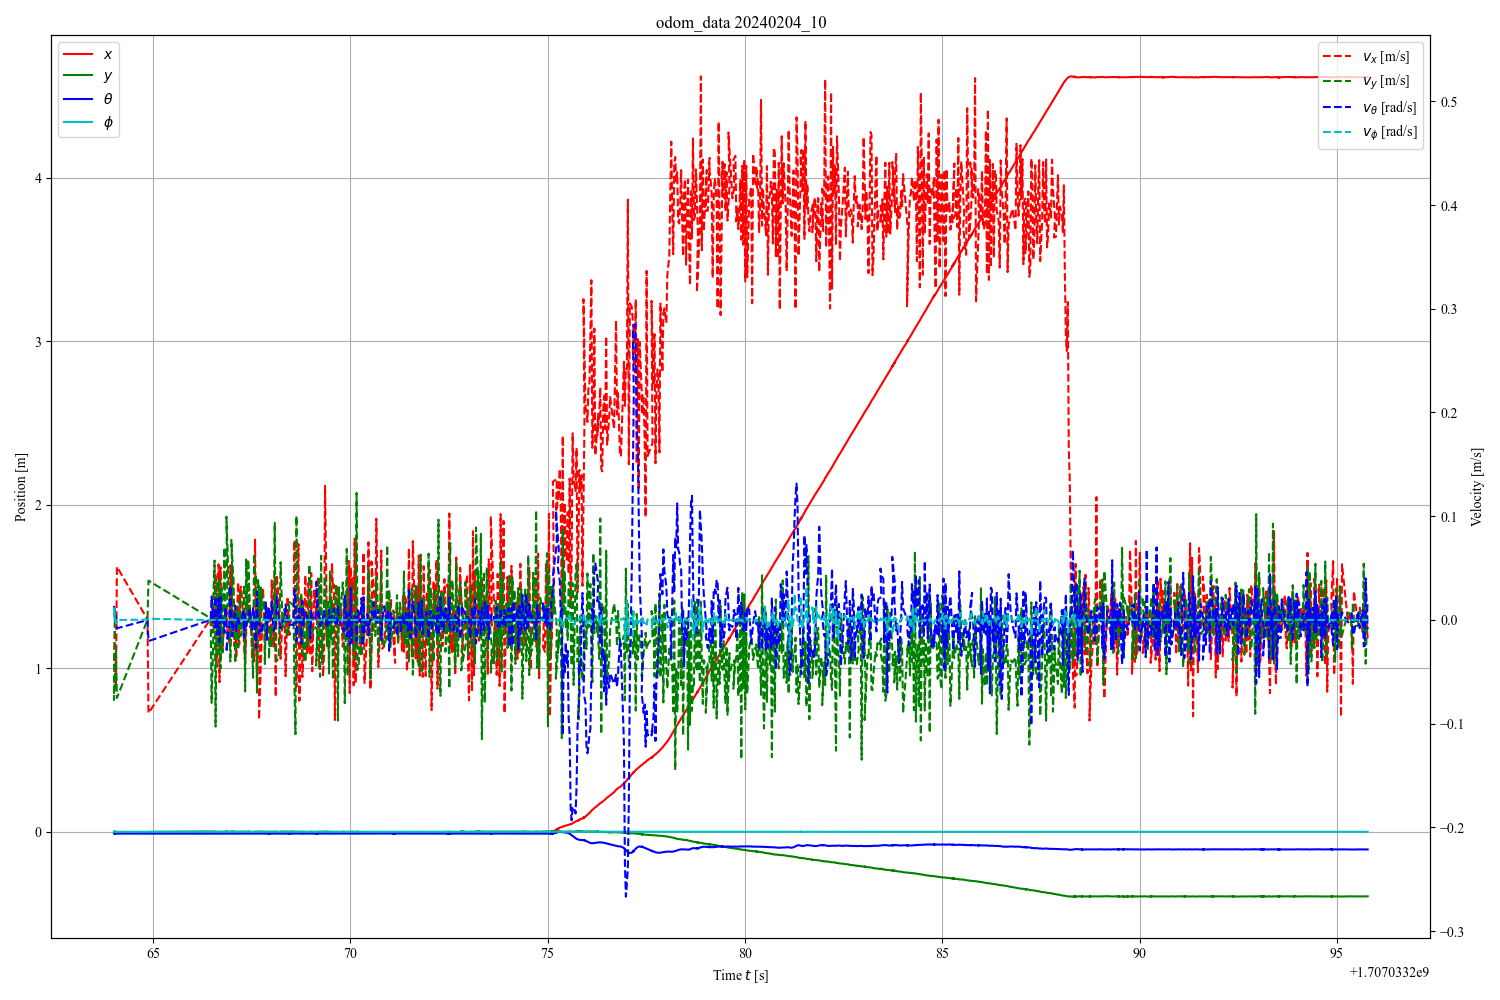 odom_data 20240204_10
x
y
θ
ϕ
v_x [m/s]
v_y [m/s]
v_θ [rad/s]
v_ϕ [rad/s]
Position [m]
4
3
2
1
0
Velocity [m/s]
0.5
0.4
0.3
0.2
0.1
0.0
−0.1
−0.2
−0.3
65 70 75 80 85 90 95
Time t [s]
+1.7070332e9